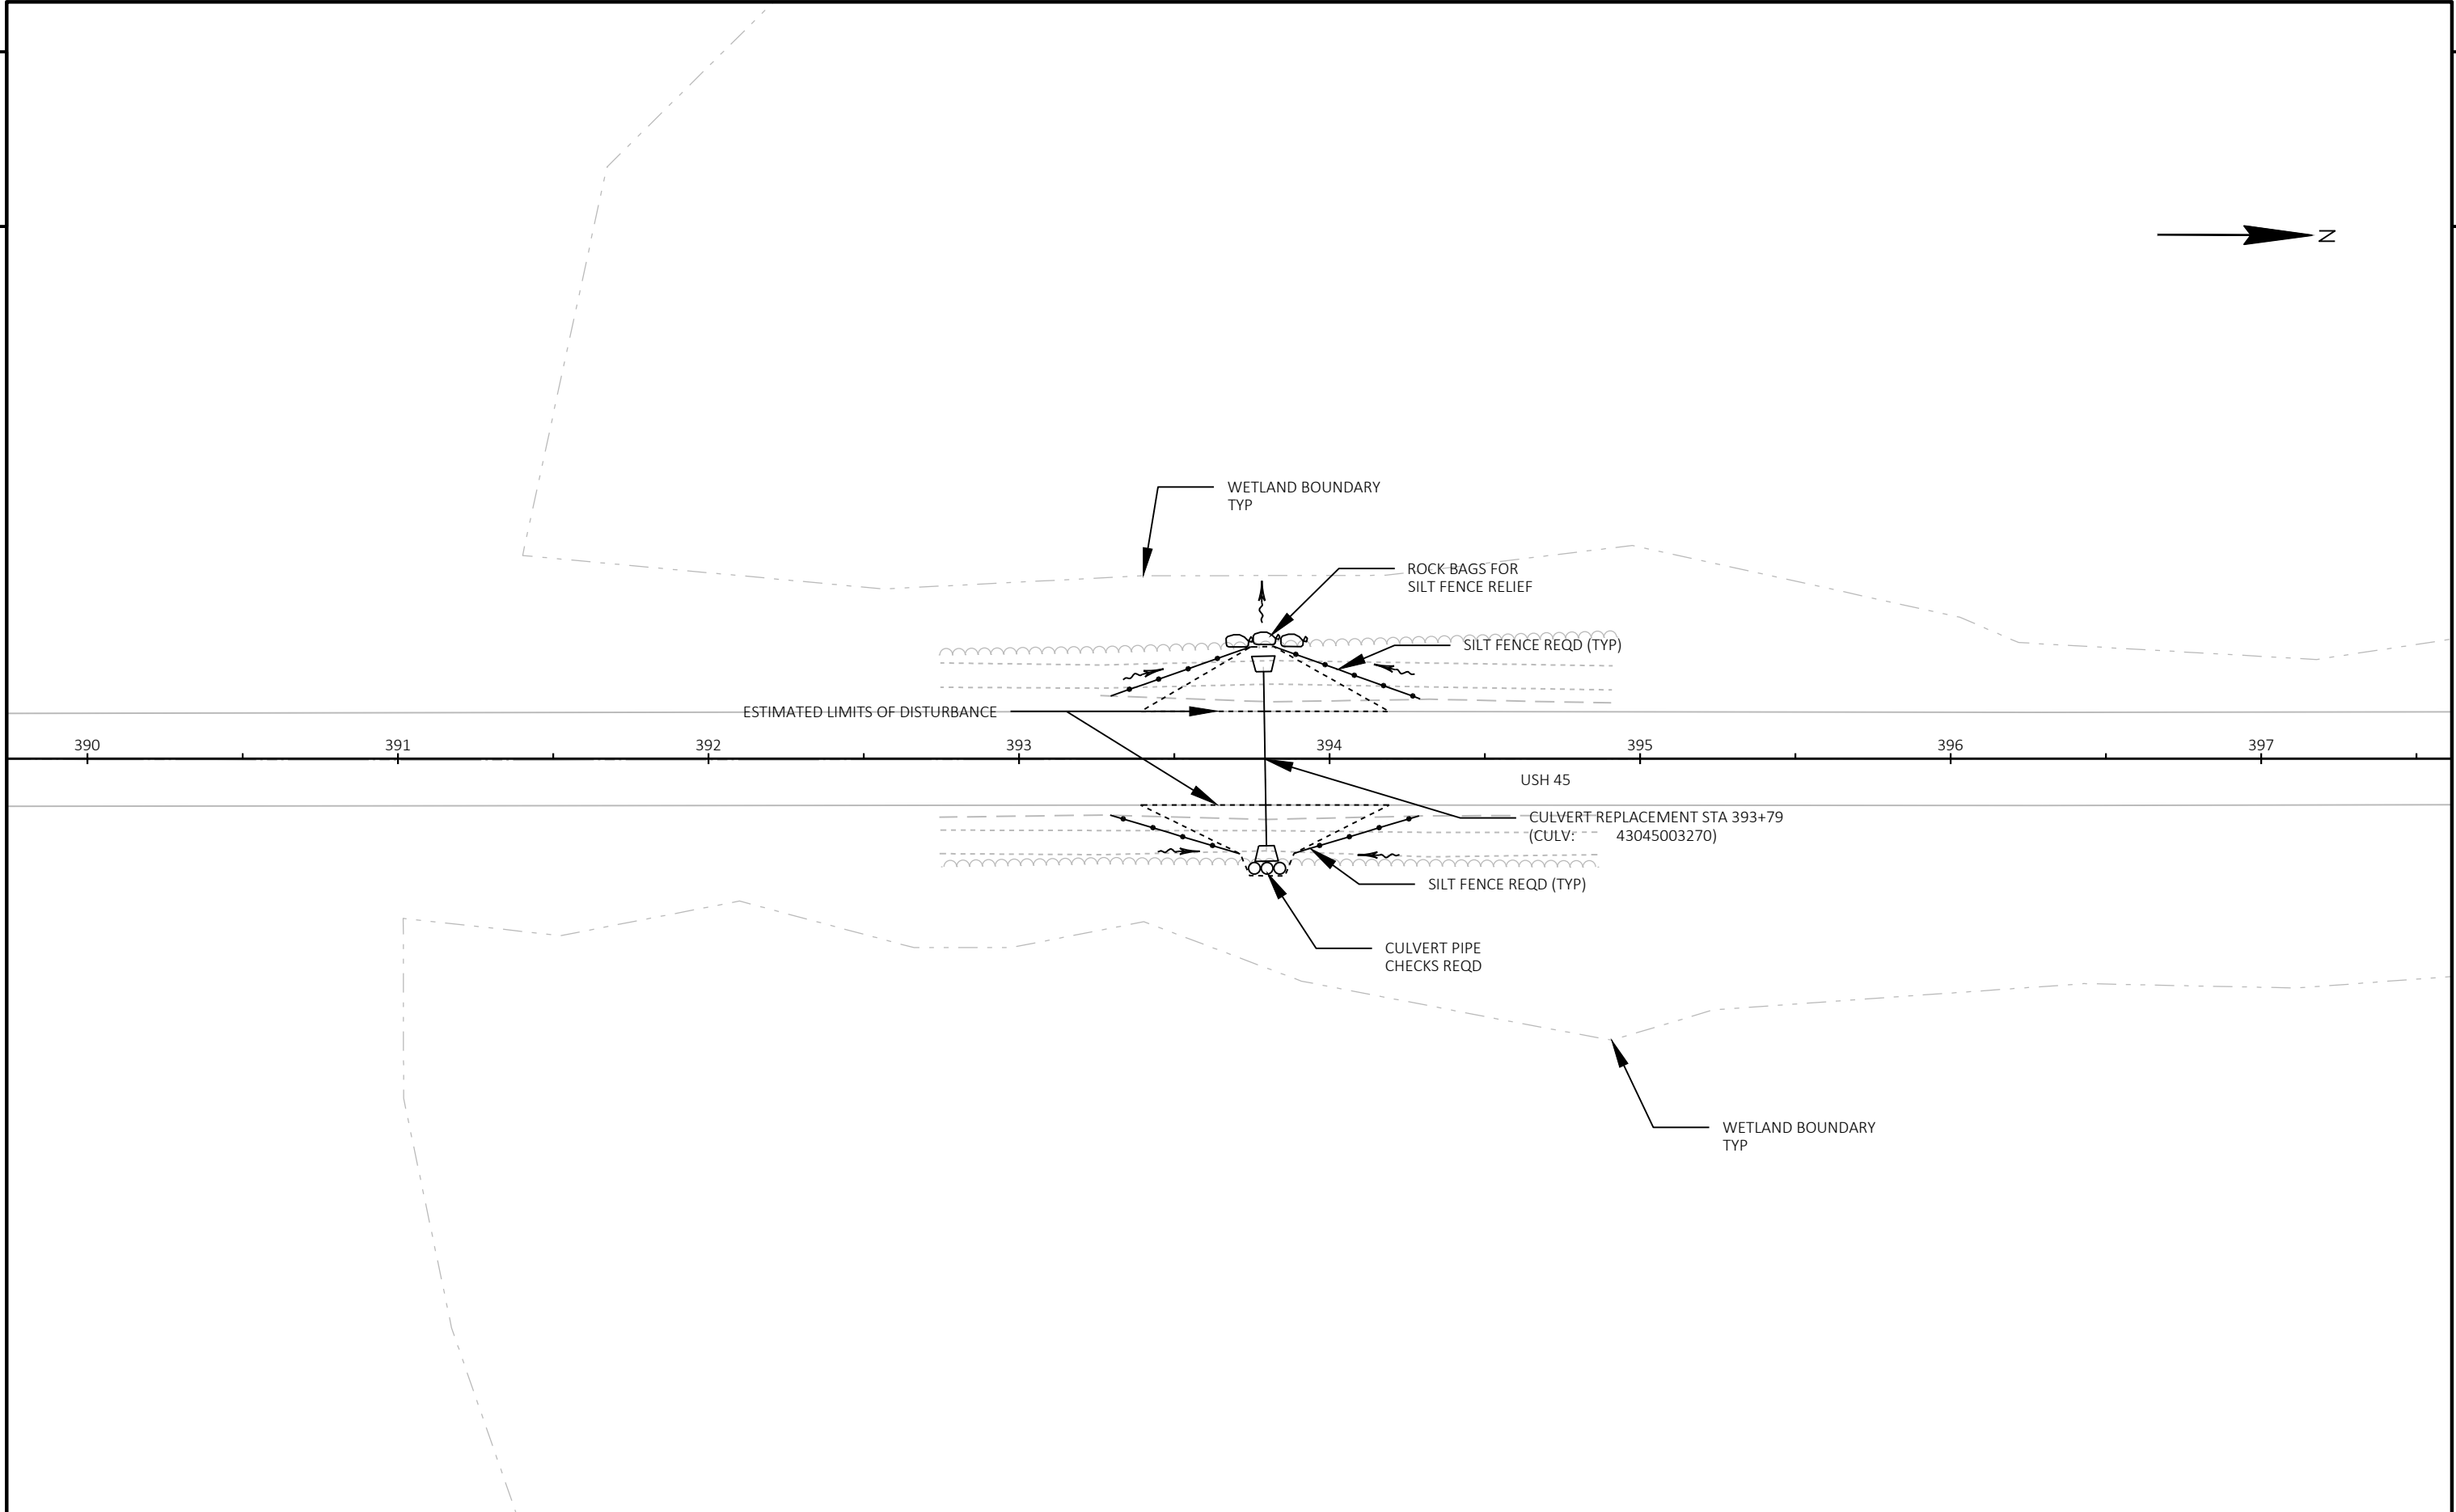 N
WETLAND BOUNDARY
TYP
ROCK BAGS FOR
SILT FENCE RELIEF
SILT FENCE REQD (TYP)
ESTIMATED LIMITS OF DISTURBANCE
390 391 392 393 394 395 396 397
USH 45
CULVERT REPLACEMENT STA 393+79
(CULV: 43045003270)
SILT FENCE REQD (TYP)
CULVERT PIPE
CHECKS REQD
WETLAND BOUNDARY
TYP